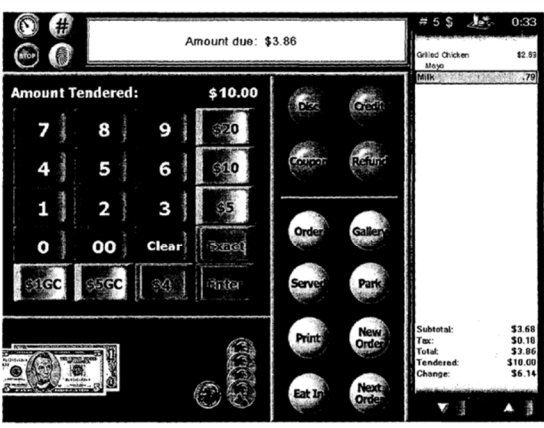 # 5 $ 0:33
#
STOP
Amount due: $3.86
Grilled Chicken $2.89
Mayo
Milk .79
Amount Tendered: $10.00
7 8 9 $20
4 5 6 $10
1 2 3 $5
0 00 Clear Exact
$1GC $5GC $4 Enter
Disc Credit
Coupon Refund
Order Gallery
Served Park
Print New Order
Eat In Next Order
Subtotal: $3.68
Tax: $0.18
Total: $3.86
Tendered: $10.00
Change: $6.14